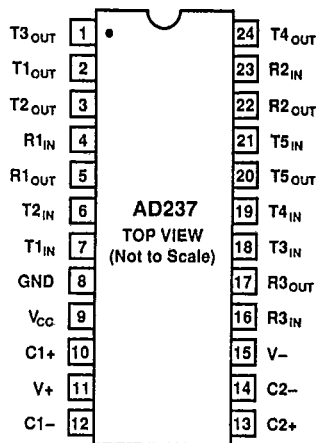 T3OUT 1 24 T4OUT
T1OUT 2 23 R2IN
T2OUT 3 22 R2OUT
R1IN 4 21 T5IN
R1OUT 5 20 T5OUT
T2IN 6 AD237 19 T4IN
T1IN 7 TOP VIEW 18 T3IN
(Not to Scale)
GND 8 17 R3OUT
VCC 9 16 R3IN
C1+ 10 15 V−
V+ 11 14 C2−
C1− 12 13 C2+